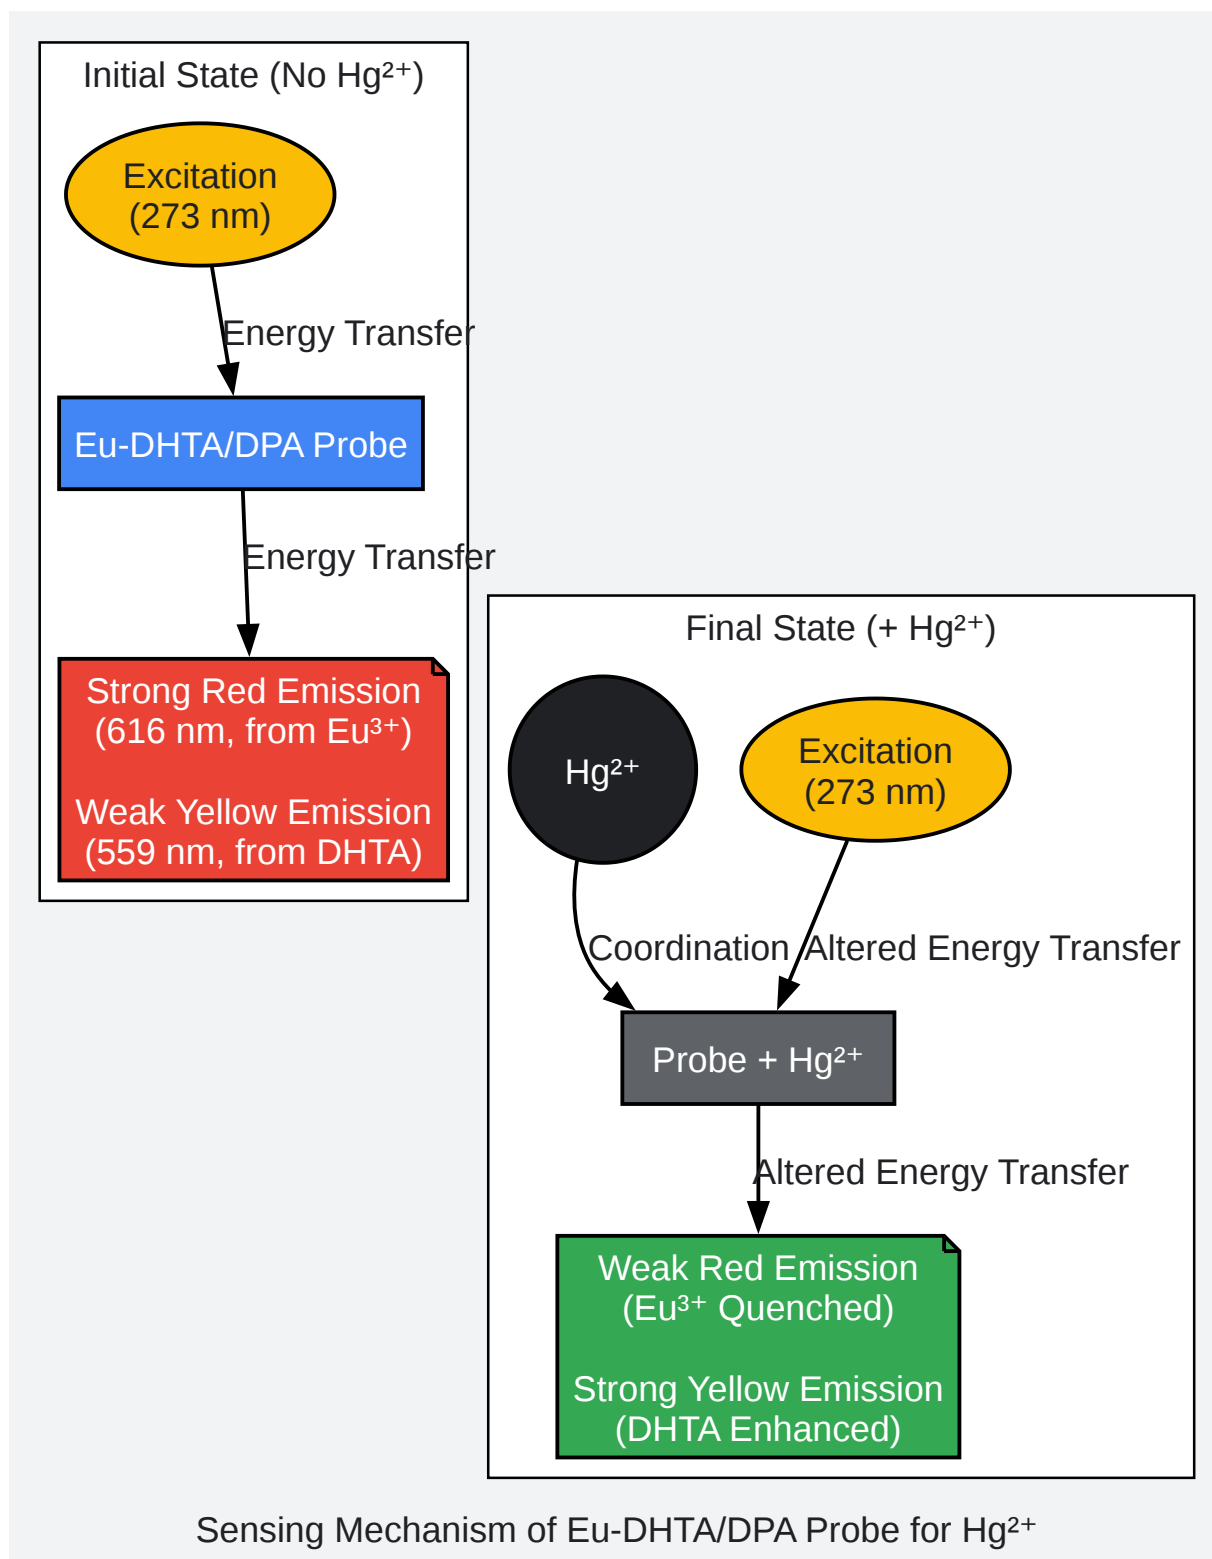 Initial State (No Hg²⁺)
Excitation
(273 nm)
Energy Transfer
Eu-DHTA/DPA Probe
Energy Transfer
Strong Red Emission
(616 nm, from Eu³⁺)
Weak Yellow Emission
(559 nm, from DHTA)
Final State (+ Hg²⁺)
Hg²⁺
Excitation
(273 nm)
Coordination
Altered Energy Transfer
Probe + Hg²⁺
Altered Energy Transfer
Weak Red Emission
(Eu³⁺ Quenched)
Strong Yellow Emission
(DHTA Enhanced)
Sensing Mechanism of Eu-DHTA/DPA Probe for Hg²⁺